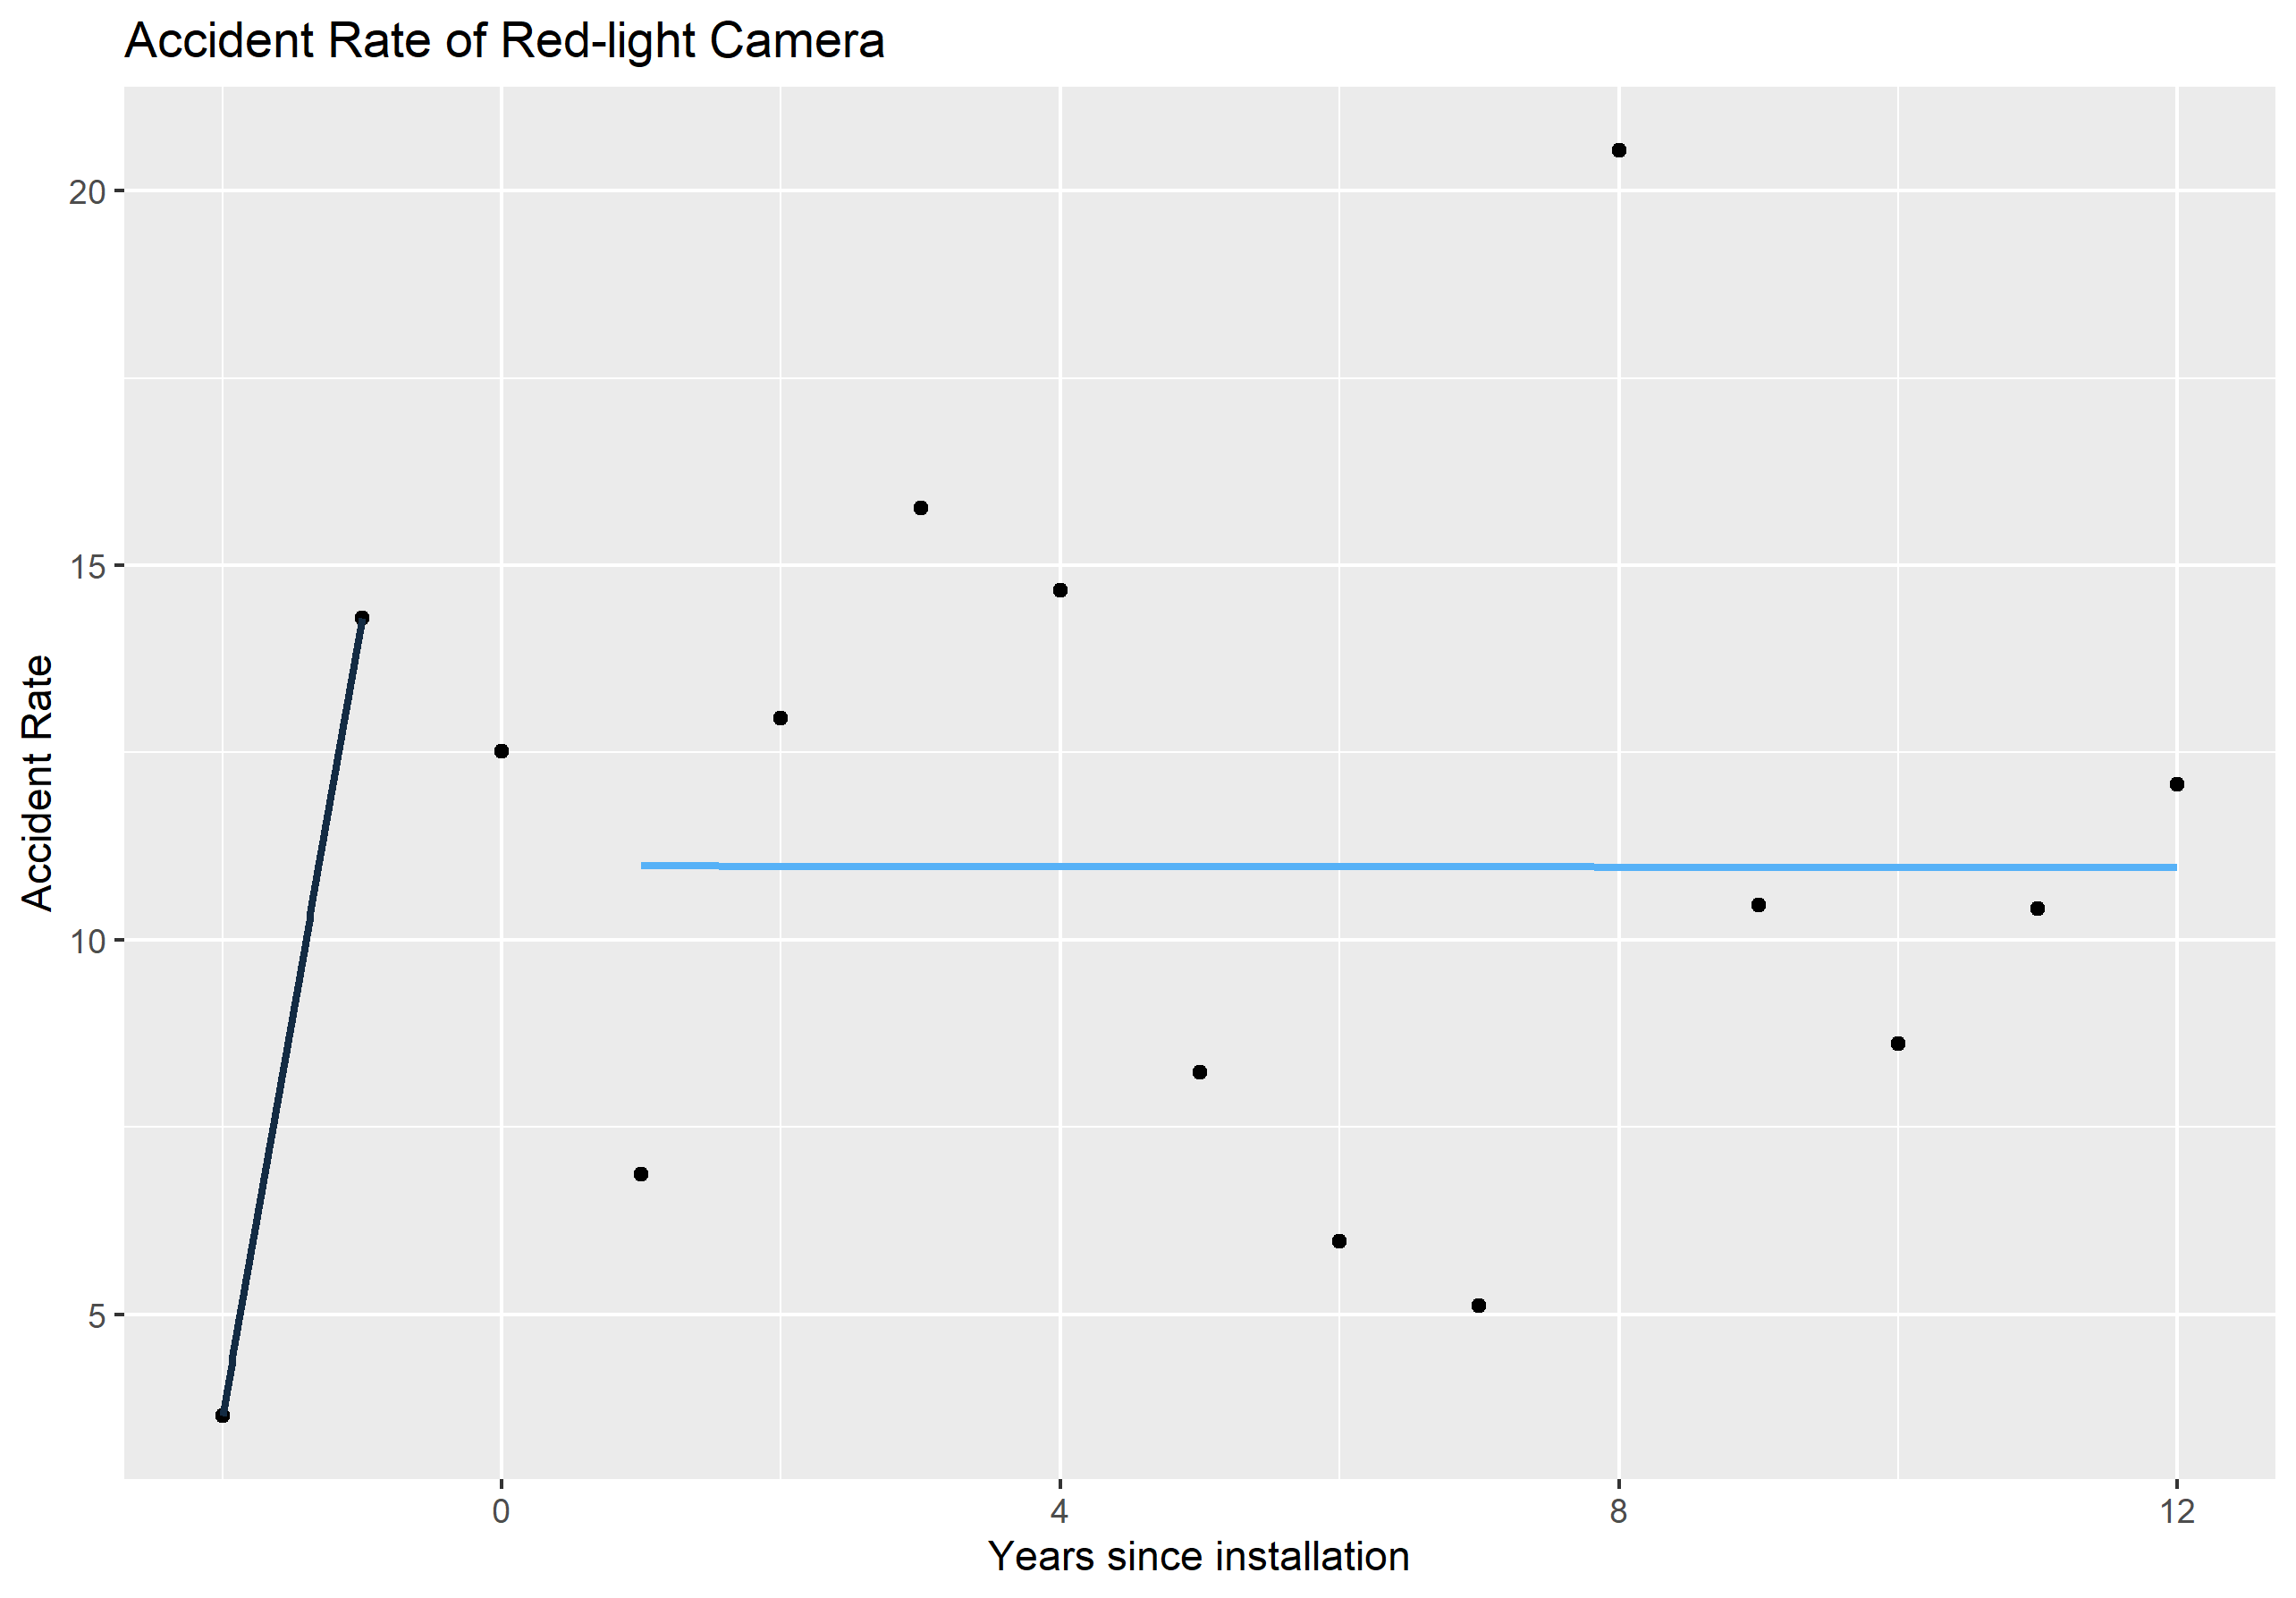 Accident Rate of Red-light Camera
20
15
10
5
Accident Rate
0 4 8 12
Years since installation